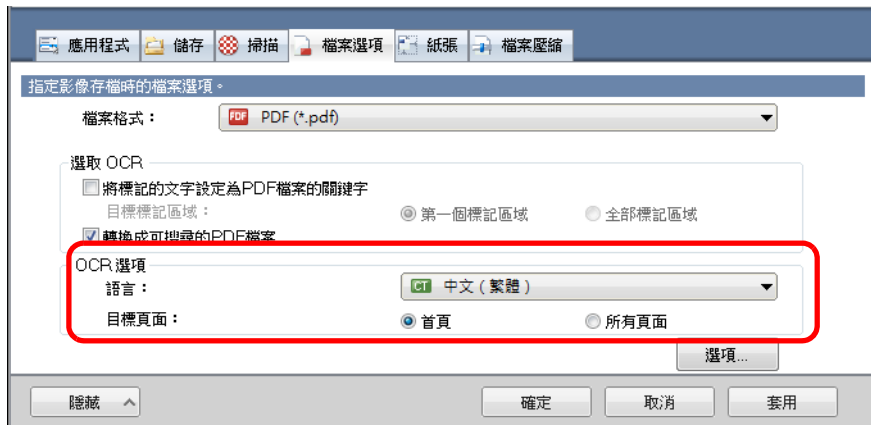 應用程式 儲存 掃描 檔案選項 紙張 檔案壓縮
指定影像存檔時的檔案選項。
檔案格式： PDF PDF (*.pdf)
選取 OCR
將標記的文字設定為PDF檔案的關鍵字
目標標記區域： 第一個標記區域 全部標記區域
轉換成可搜尋的PDF檔案
OCR 選項
語言： CT 中文（繁體）
目標頁面： 首頁 所有頁面
選項...
隱藏 確定 取消 套用